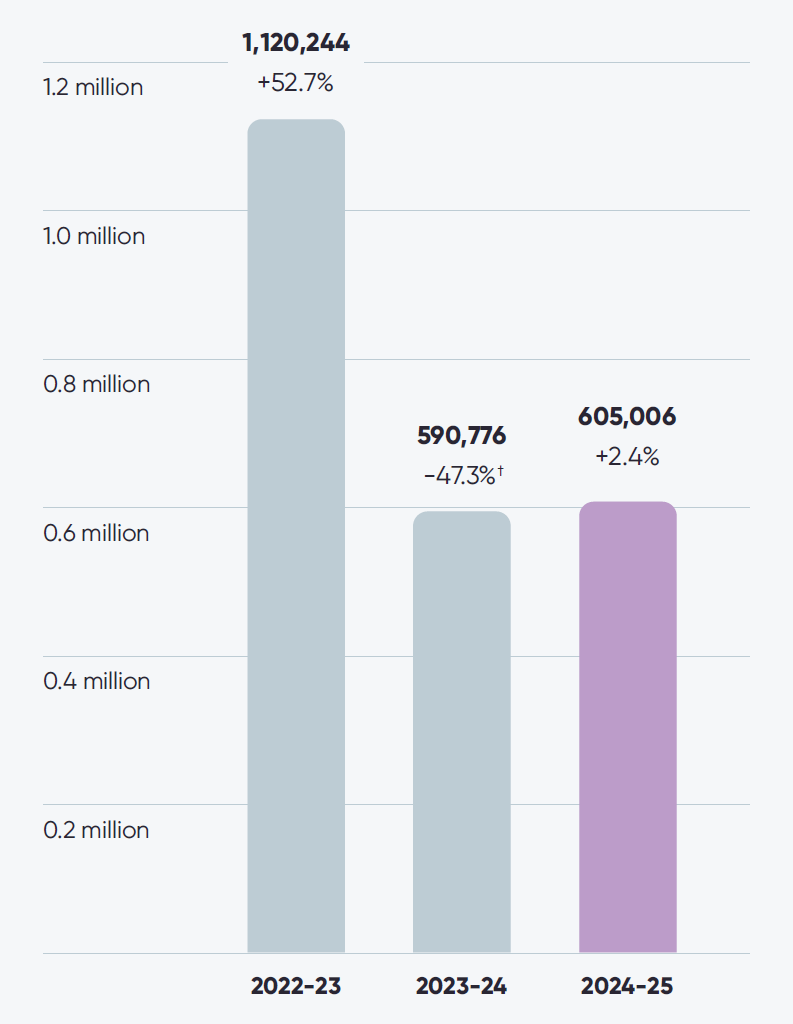 1,120,244
+52.7%
1.2 million
1.0 million
0.8 million
590,776
−47.3%†
605,006
+2.4%
0.6 million
0.4 million
0.2 million
2022–23
2023–24
2024–25